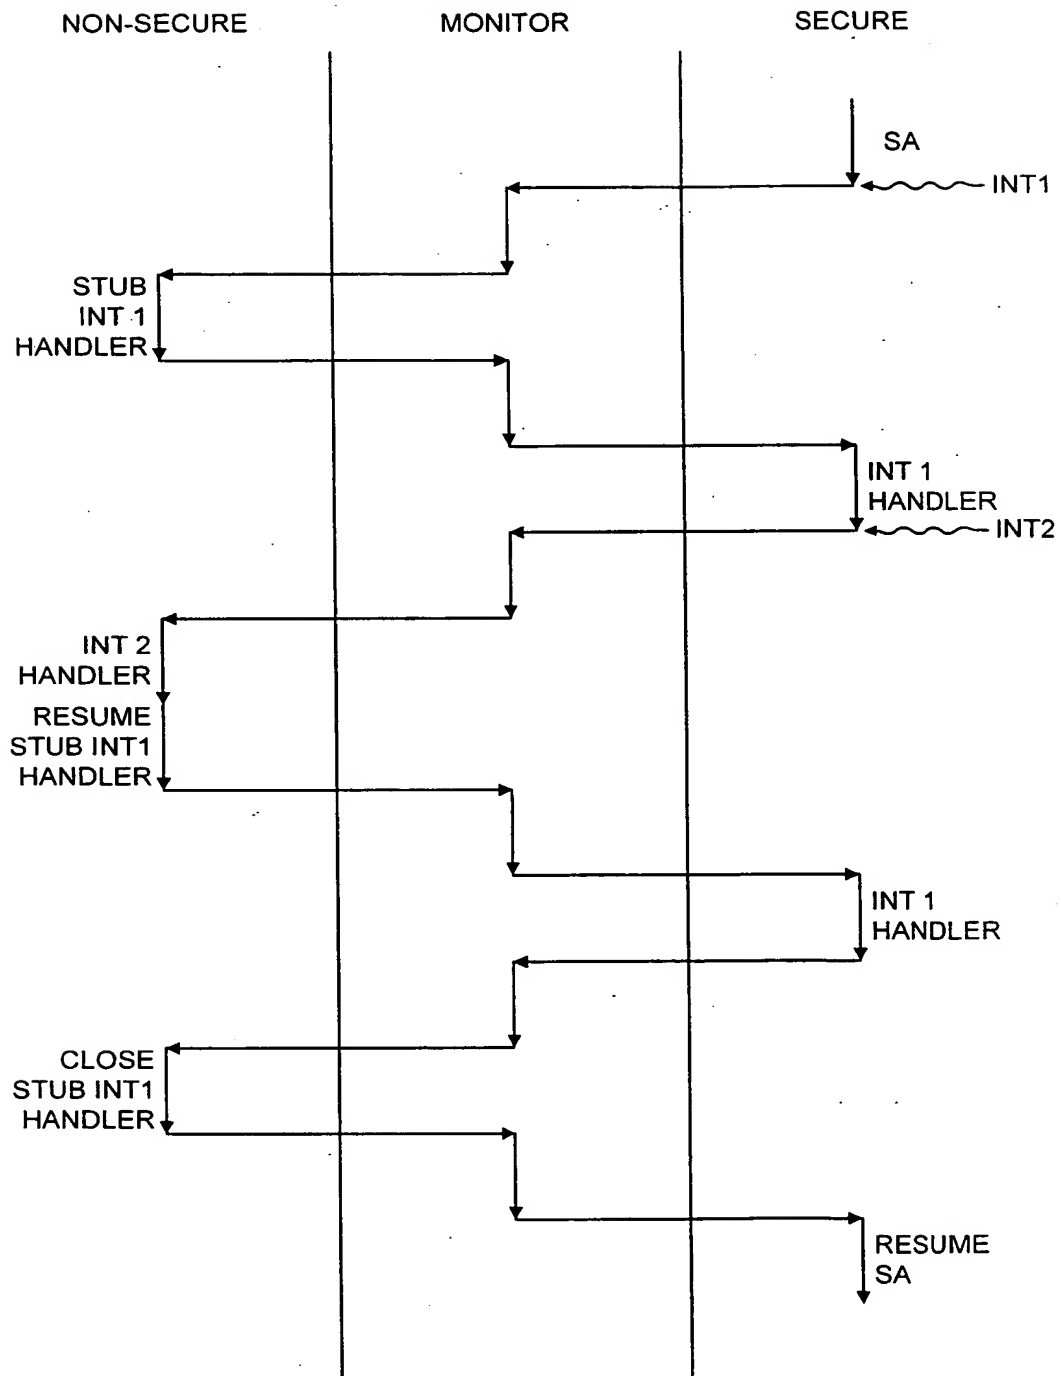 NON-SECURE
MONITOR
SECURE
SA
INT1
STUB
INT 1
HANDLER
INT 1
HANDLER
INT2
INT 2
HANDLER
RESUME
STUB INT1
HANDLER
INT 1
HANDLER
CLOSE
STUB INT1
HANDLER
RESUME
SA